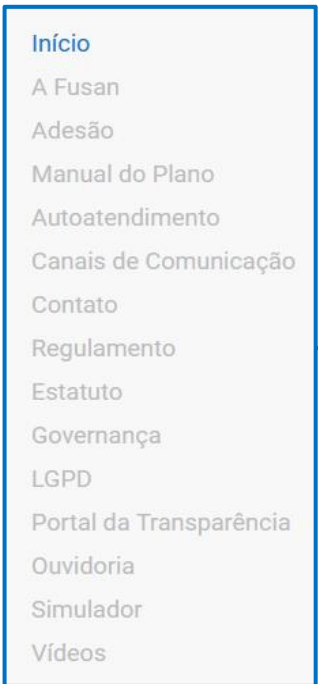 Início
A Fusan
Adesão
Manual do Plano
Autoatendimento
Canais de Comunicação
Contato
Regulamento
Estatuto
Governança
LGPD
Portal da Transparência
Ouvidoria
Simulador
Vídeos